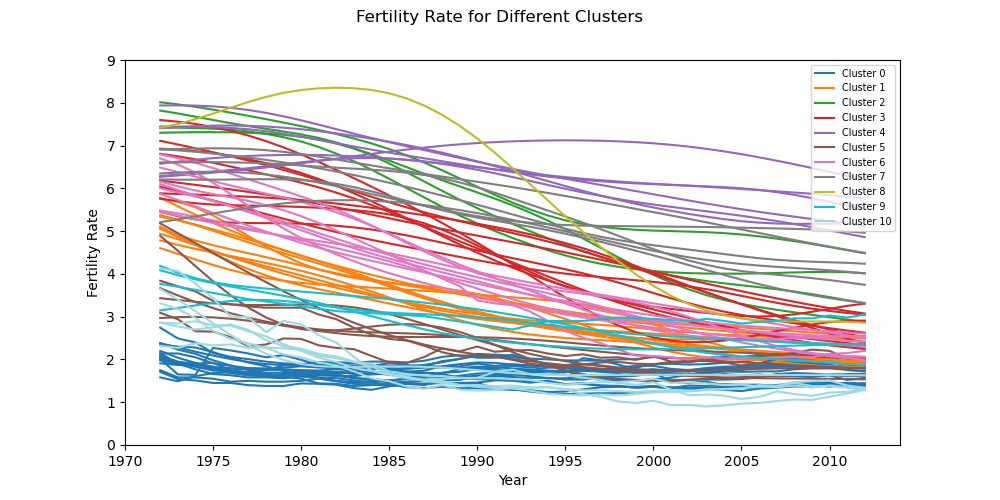 Fertility Rate for Different Clusters
9
8
7
6
5
4
3
2
1
0
Fertility Rate
1970
1975
1980
1985
1990
1995
2000
2005
2010
Year
Cluster 0
Cluster 1
Cluster 2
Cluster 3
Cluster 4
Cluster 5
Cluster 6
Cluster 7
Cluster 8
Cluster 9
Cluster 10